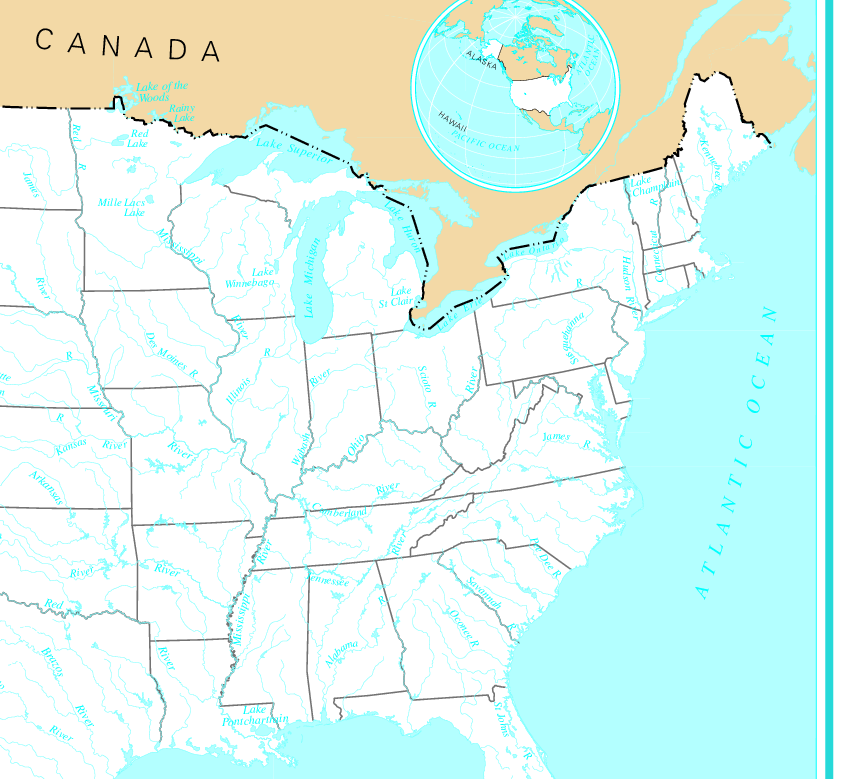 CANADA
ALASKA
HAWAII
PACIFIC OCEAN
ATLANTIC
OCEAN
Lake of the
Woods
Rainy
Lake
Red
Lake
Red
R
James
Mille Lacs
Lake
Lake Superior
Lake Huron
Lake Michigan
Lake
Champlain
Kennebec R
R
Connecticut
Hudson River
Lake Ontario
Mississippi
River
Lake
Winnebago
Lake
St Clair
River
R
Susquehanna
R
Des Moines R
River
R
Illinois
River
Scioto R
River
Missouri
R
Kansas River
River
Wabash
Ohio
James R
Arkansas
River
Cumberland
River
River
Pee Dee R
River
River
Tennessee
R
Savannah
Red
Mississippi
Oconee R
Alabama
Brazos
River
River
River
Lake
Pontchartrain
St Johns
R
ATLANTIC OCEAN